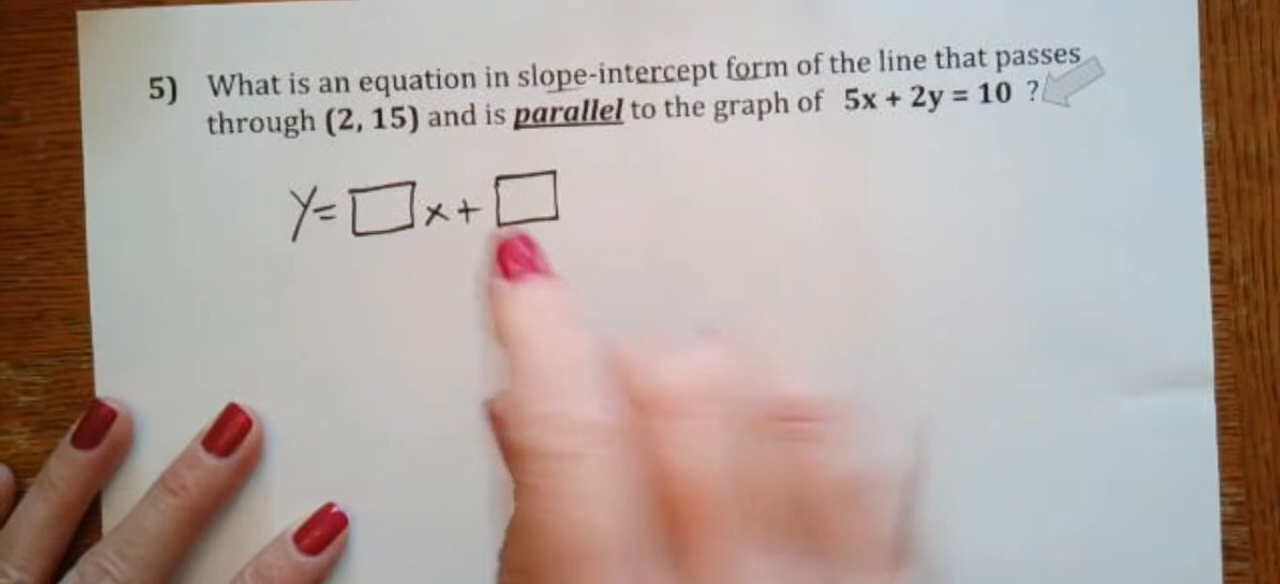 5) What is an equation in slope-intercept form of the line that passes
through (2, 15) and is parallel to the graph of 5x + 2y = 10 ?
y=□x+□